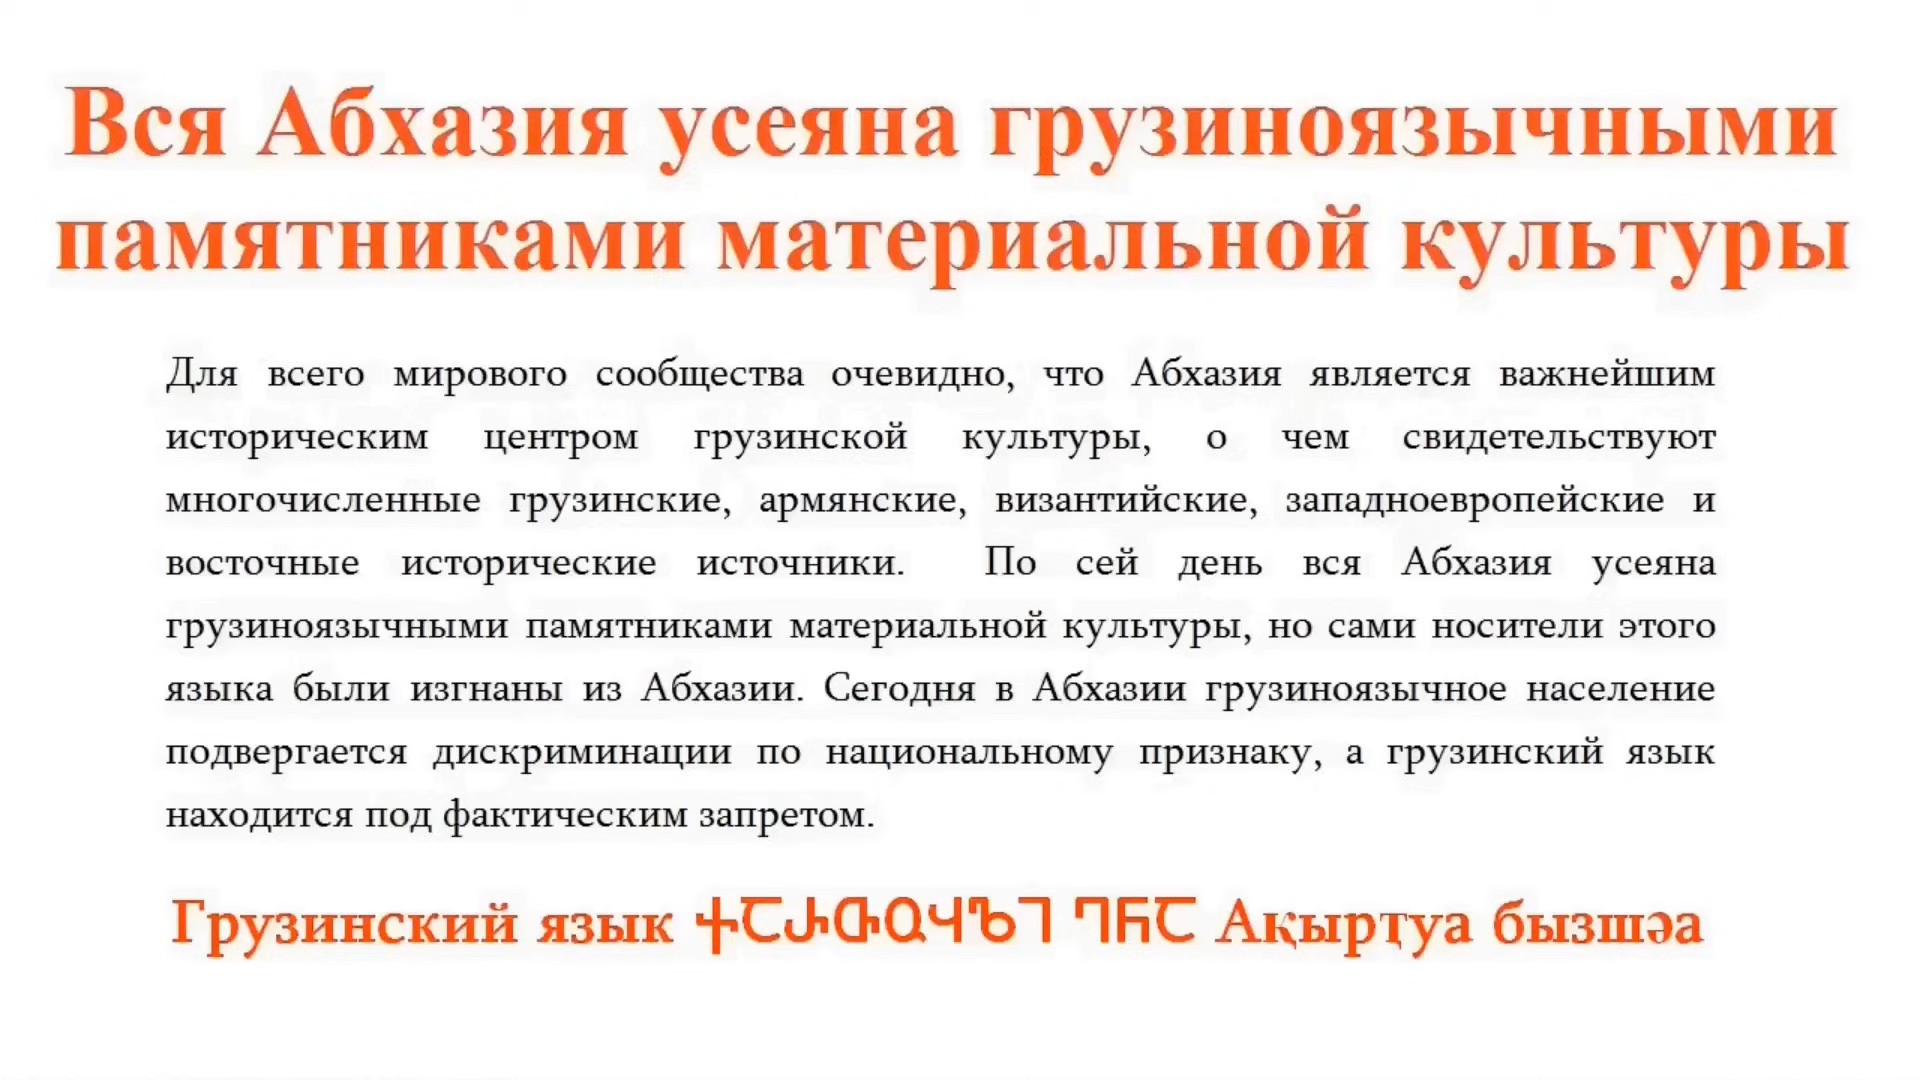 Вся Абхазия усеяна грузиноязычными
памятниками материальной культуры
Для всего мирового сообщества очевидно, что Абхазия является важнейшим
историческим центром грузинской культуры, о чем свидетельствуют
многочисленные грузинские, армянские, византийские, западноевропейские и
восточные исторические источники. По сей день вся Абхазия усеяна
грузиноязычными памятниками материальной культуры, но сами носители этого
языка были изгнаны из Абхазии. Сегодня в Абхазии грузиноязычное население
подвергается дискриминации по национальному признаку, а грузинский язык
находится под фактическим запретом.
Грузинский язык ႵႠႰႧႭჃႪႨ ႤႬႠ Ақырҭуа бызшәа